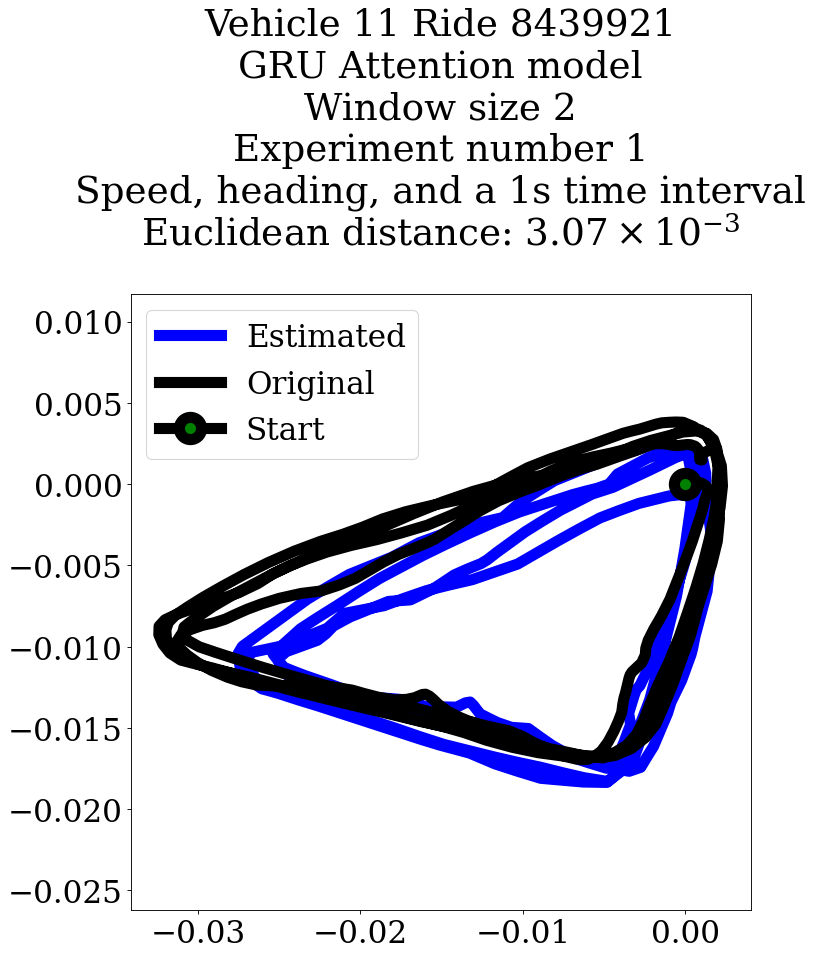 Vehicle 11 Ride 8439921
GRU Attention model
Window size 2
Experiment number 1
Speed, heading, and a 1s time interval
Euclidean distance: 3.07 × 10⁻³
Estimated
Original
Start
0.010
0.005
0.000
−0.005
−0.010
−0.015
−0.020
−0.025
−0.03 −0.02 −0.01 0.00